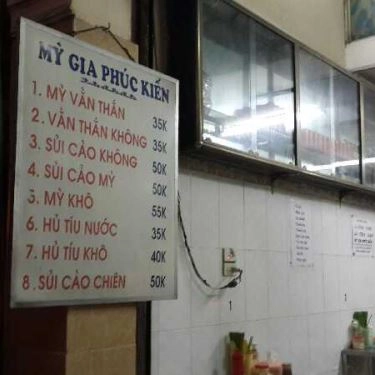 MỲ GIA PHÚC KIẾN
1. MỲ VẰN THẮN 35K
2. VẰN THẮN KHÔNG 35K
3. SỦI CẢO KHÔNG 50K
4. SỦI CẢO MỲ 50K
5. MỲ KHÔ 55K
6. HỦ TÍU NƯỚC 35K
7. HỦ TÍU KHÔ 40K
8. SỦI CẢO CHIÊN 50K
1